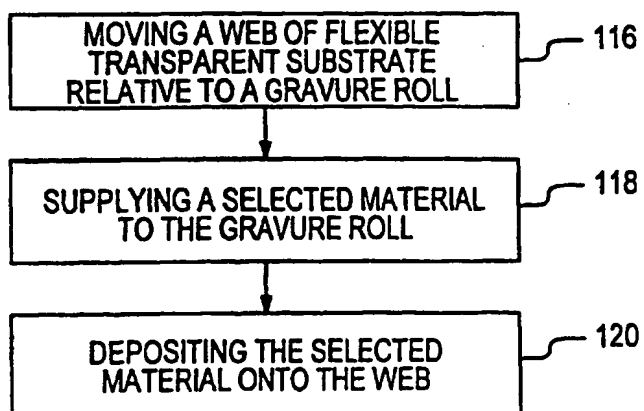 MOVING A WEB OF FLEXIBLE
TRANSPARENT SUBSTRATE
RELATIVE TO A GRAVURE ROLL
116
SUPPLYING A SELECTED MATERIAL
TO THE GRAVURE ROLL
118
DEPOSITING THE SELECTED
MATERIAL ONTO THE WEB
120